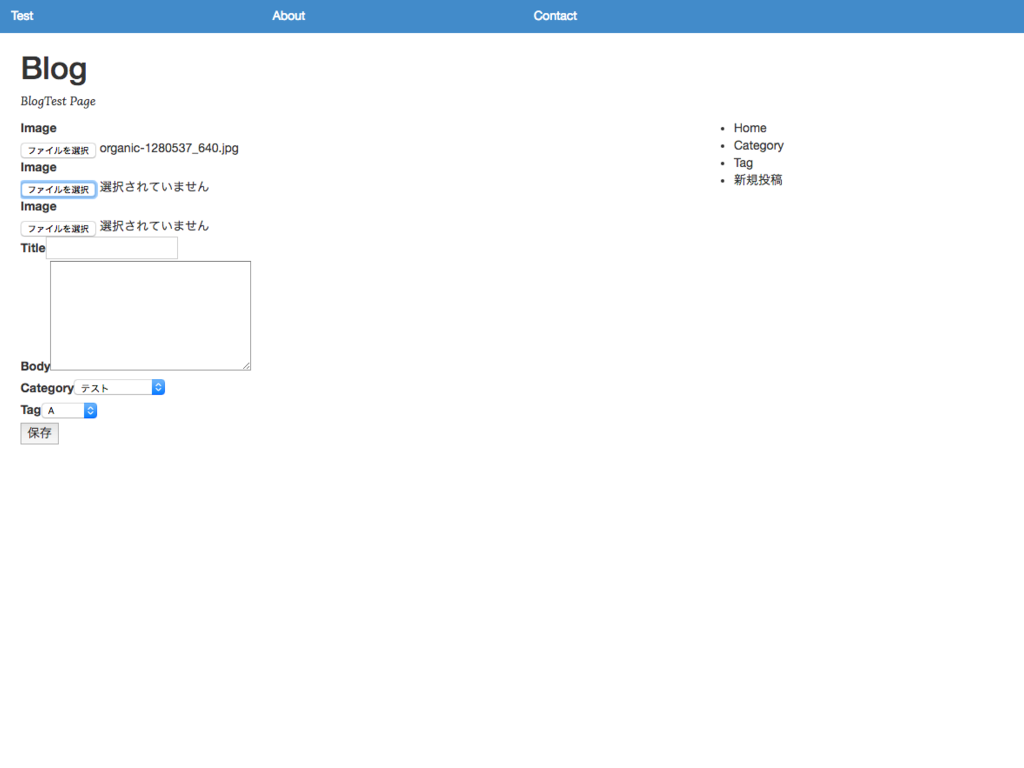 Test About Contact
Blog
BlogTest Page
Image
ファイルを選択 organic-1280537_640.jpg
Image
ファイルを選択 選択されていません
Image
ファイルを選択 選択されていません
Title
Body
Category テスト
Tag A
保存
Home
Category
Tag
新規投稿